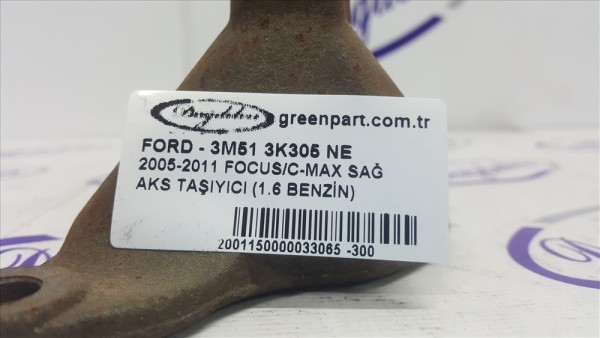 greenpart.com.tr
FORD - 3M51 3K305 NE
2005-2011 FOCUS/C-MAX SAĞ
AKS TAŞIYICI (1.6 BENZİN)
2001150000033065 -300